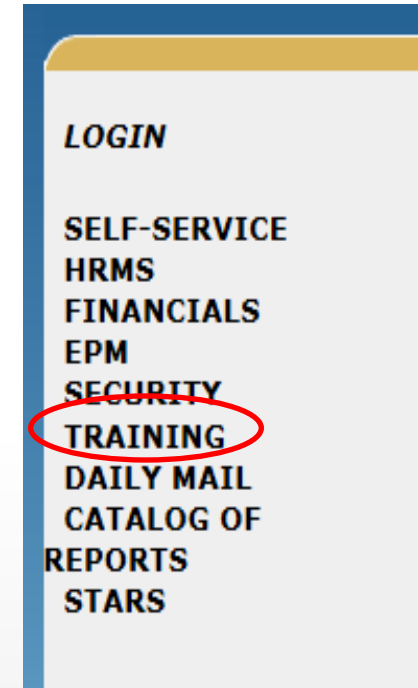 LOGIN
SELF-SERVICE
HRMS
FINANCIALS
EPM
SECURITY
TRAINING
DAILY MAIL
CATALOG OF
REPORTS
STARS